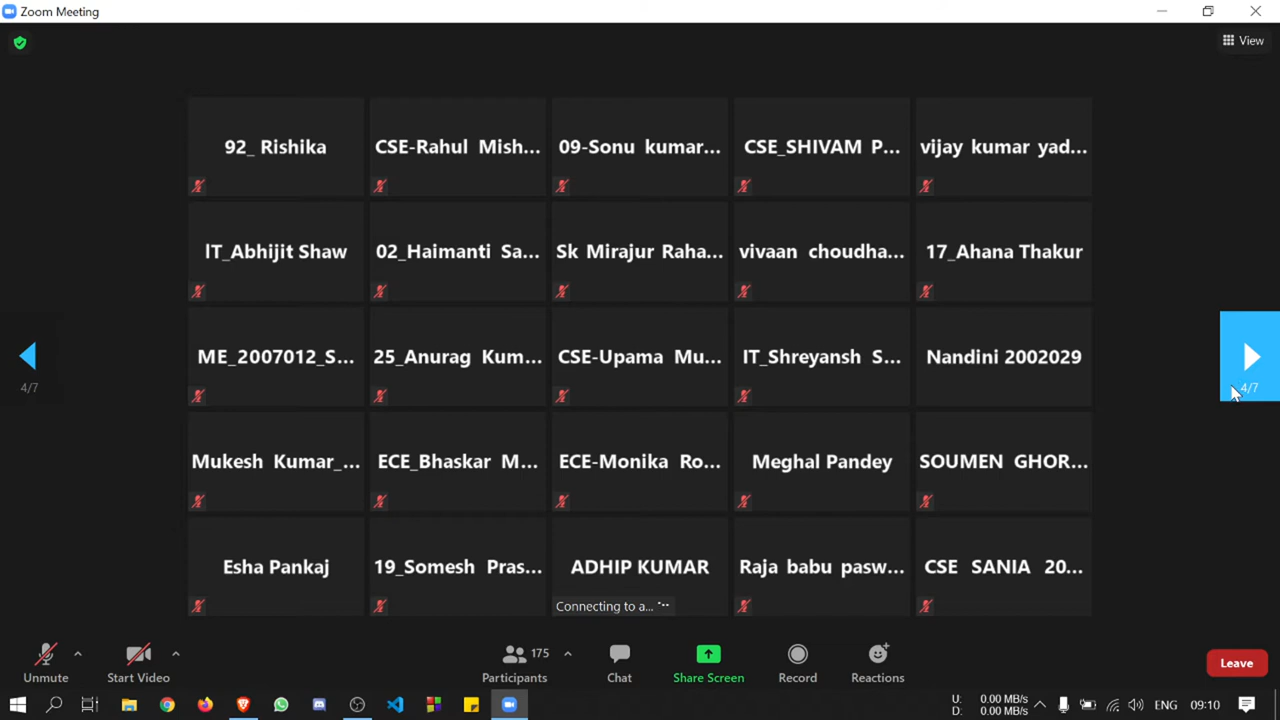 Zoom Meeting
View
92_ Rishika
CSE-Rahul Mish...
09-Sonu kumar...
CSE_SHIVAM P...
vijay kumar yad...
IT_Abhijit Shaw
02_Haimanti Sa...
Sk Mirajur Raha...
vivaan choudha...
17_Ahana Thakur
ME_2007012_S...
25_Anurag Kum...
CSE-Upama Mu...
IT_Shreyansh S...
Nandini 2002029
4/7
4/7
Mukesh Kumar_...
ECE_Bhaskar M...
ECE-Monika Ro...
Meghal Pandey
SOUMEN GHOR...
Esha Pankaj
19_Somesh Pras...
ADHIP KUMAR
Raja babu pasw...
CSE SANIA 20...
Connecting to a...
175
Unmute
Start Video
Participants
Chat
Share Screen
Record
Reactions
Leave
U: 0.00 MB/s
D: 0.00 MB/s
ENG
09:10